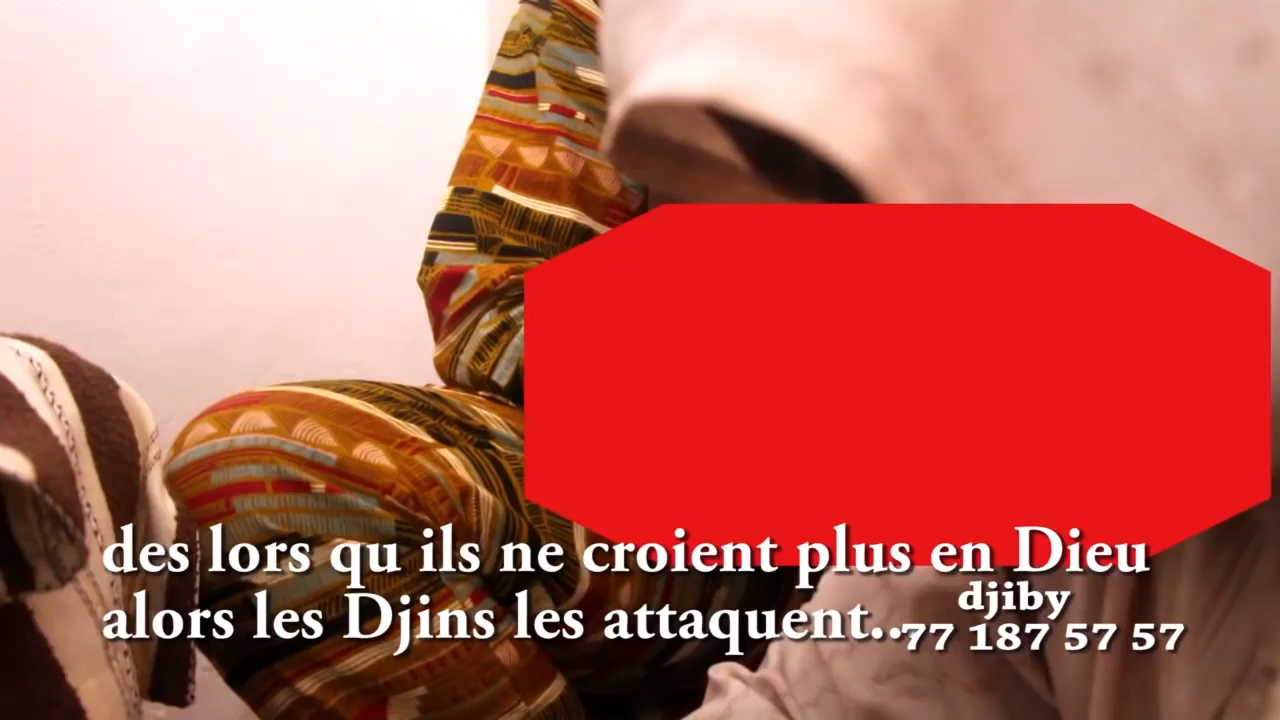 des lors qu ils ne croient plus en Dieu
alors les Djins les attaquent...
djiby
77 187 57 57